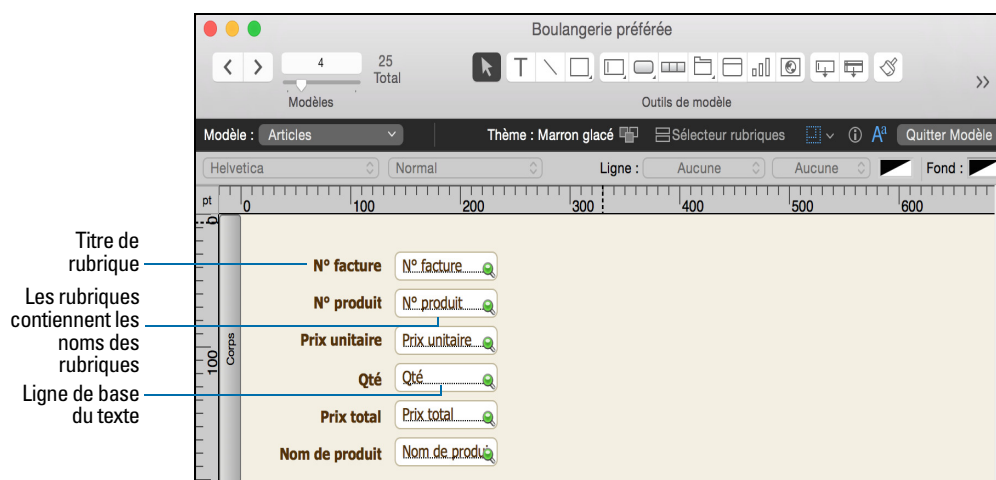 Boulangerie préférée
4
25
Total
Modèles
Outils de modèle
Modèle : Articles
Thème : Marron glacé
Sélecteur rubriques
Aª
Quitter Modèle
Helvetica
Normal
Ligne :
Aucune
Aucune
Fond :
pt
0
100
200
300
400
500
600
0
100
Corps
Titre de
rubrique
Les rubriques
contiennent les
noms des
rubriques
Ligne de base
du texte
N° facture
N° facture
N° produit
N° produit
Prix unitaire
Prix unitaire
Qté
Qté
Prix total
Prix total
Nom de produit
Nom de produi